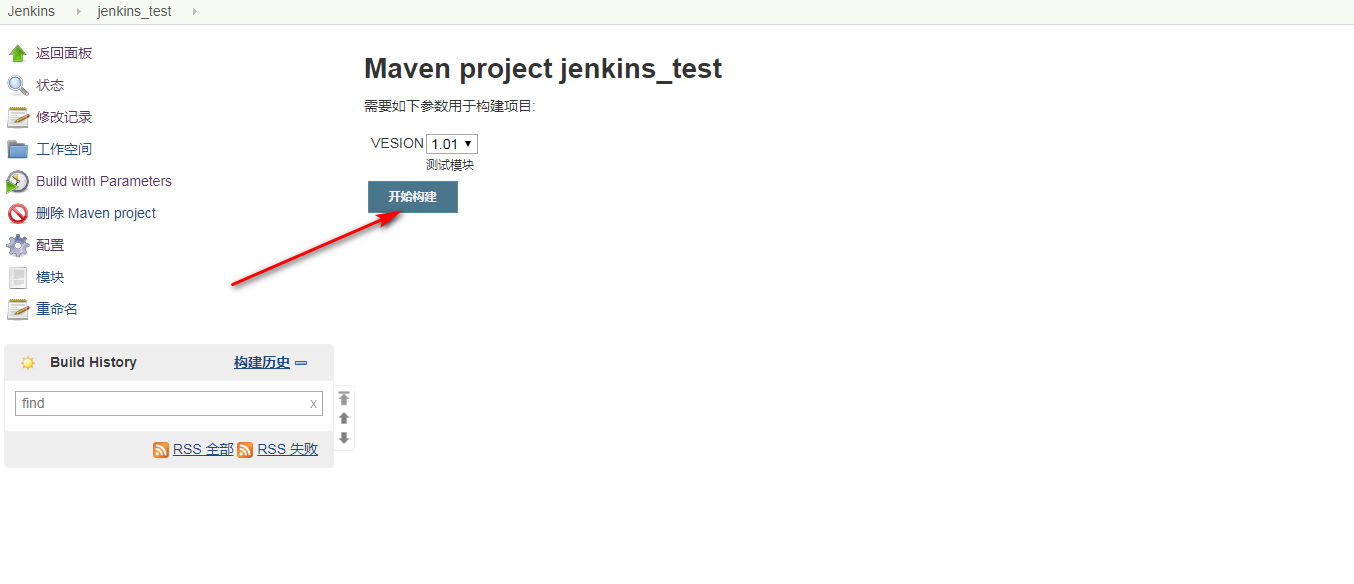 Jenkins jenkins_test
返回面板
状态
修改记录
工作空间
Build with Parameters
删除 Maven project
配置
模块
重命名
Build History 构建历史
find x
RSS 全部 RSS 失败
Maven project jenkins_test
需要如下参数用于构建项目:
VESION 1.01
测试模块
开始构建